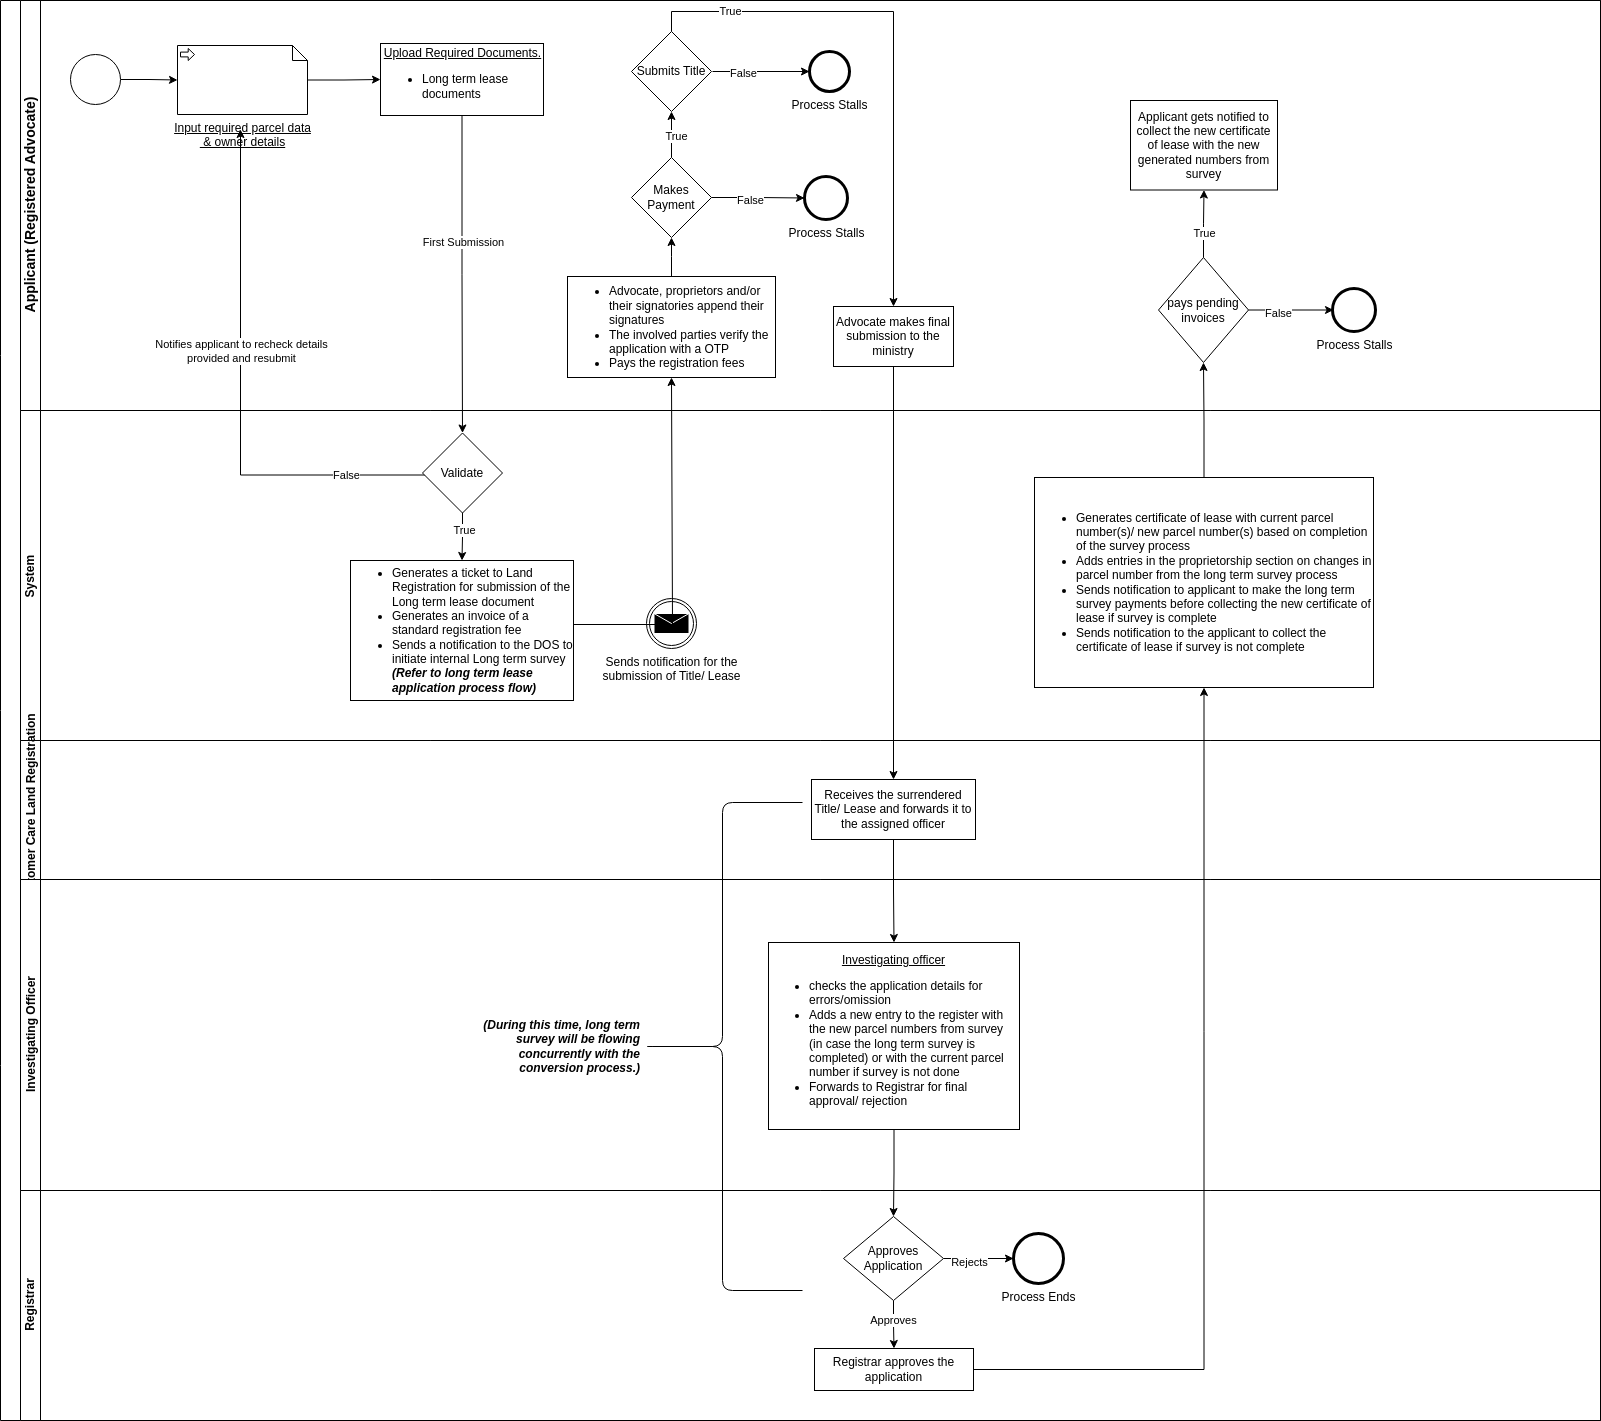 Applicant (Registered Advocate)
Input required parcel data
& owner details
Upload Required Documents.
Long term lease
documents
First Submission
Notifies applicant to recheck details
provided and resubmit
True
Submits Title
False
Process Stalls
True
Makes
Payment
False
Process Stalls
Advocate, proprietors and/or
their signatories append their
signatures
The involved parties verify the
application with a OTP
Pays the registration fees
Advocate makes final
submission to the
ministry
Applicant gets notified to
collect the new certificate
of lease with the new
generated numbers from
survey
True
pays pending
invoices
False
Process Stalls
System
Validate
False
True
Generates a ticket to Land
Registration for submission of the
Long term lease document
Generates an invoice of a
standard registration fee
Sends a notification to the DOS to
initiate internal Long term survey
(Refer to long term lease
application process flow)
Sends notification for the
submission of Title/ Lease
Generates certificate of lease with current parcel
number(s)/ new parcel number(s) based on completion
of the survey process
Adds entries in the proprietorship section on changes in
parcel number from the long term survey process
Sends notification to applicant to make the long term
survey payments before collecting the new certificate of
lease if survey is complete
Sends notification to the applicant to collect the
certificate of lease if survey is not complete
omer Care Land Registration
Receives the surrendered
Title/ Lease and forwards it to
the assigned officer
Investigating Officer
(During this time, long term
survey will be flowing
concurrently with the
conversion process.)
Investigating officer
checks the application details for
errors/omission
Adds a new entry to the register with
the new parcel numbers from survey
(in case the long term survey is
completed) or with the current parcel
number if survey is not done
Forwards to Registrar for final
approval/ rejection
Registrar
Approves
Application
Rejects
Process Ends
Approves
Registrar approves the
application